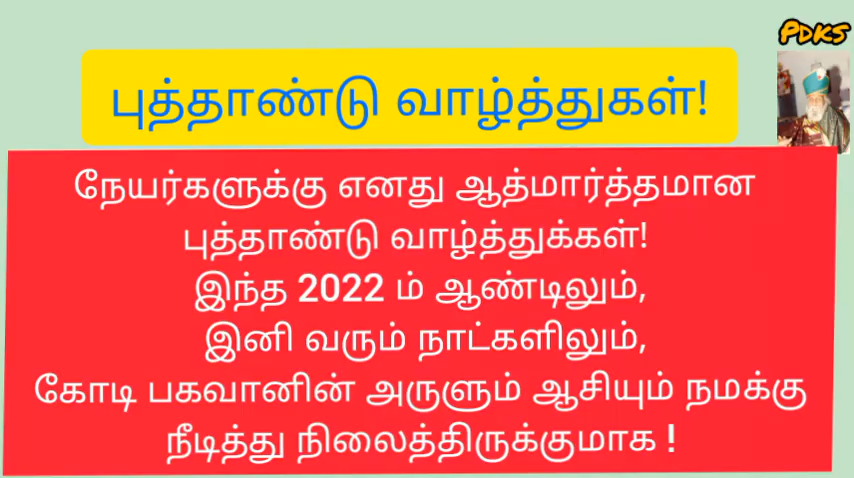 PDKS
புத்தாண்டு வாழ்த்துகள்!
நேயர்களுக்கு எனது ஆத்மார்த்தமான
புத்தாண்டு வாழ்த்துக்கள்!
இந்த 2022 ம் ஆண்டிலும்,
இனி வரும் நாட்களிலும்,
கோடி பகவானின் அருளும் ஆசியும் நமக்கு
நீடித்து நிலைத்திருக்குமாக !